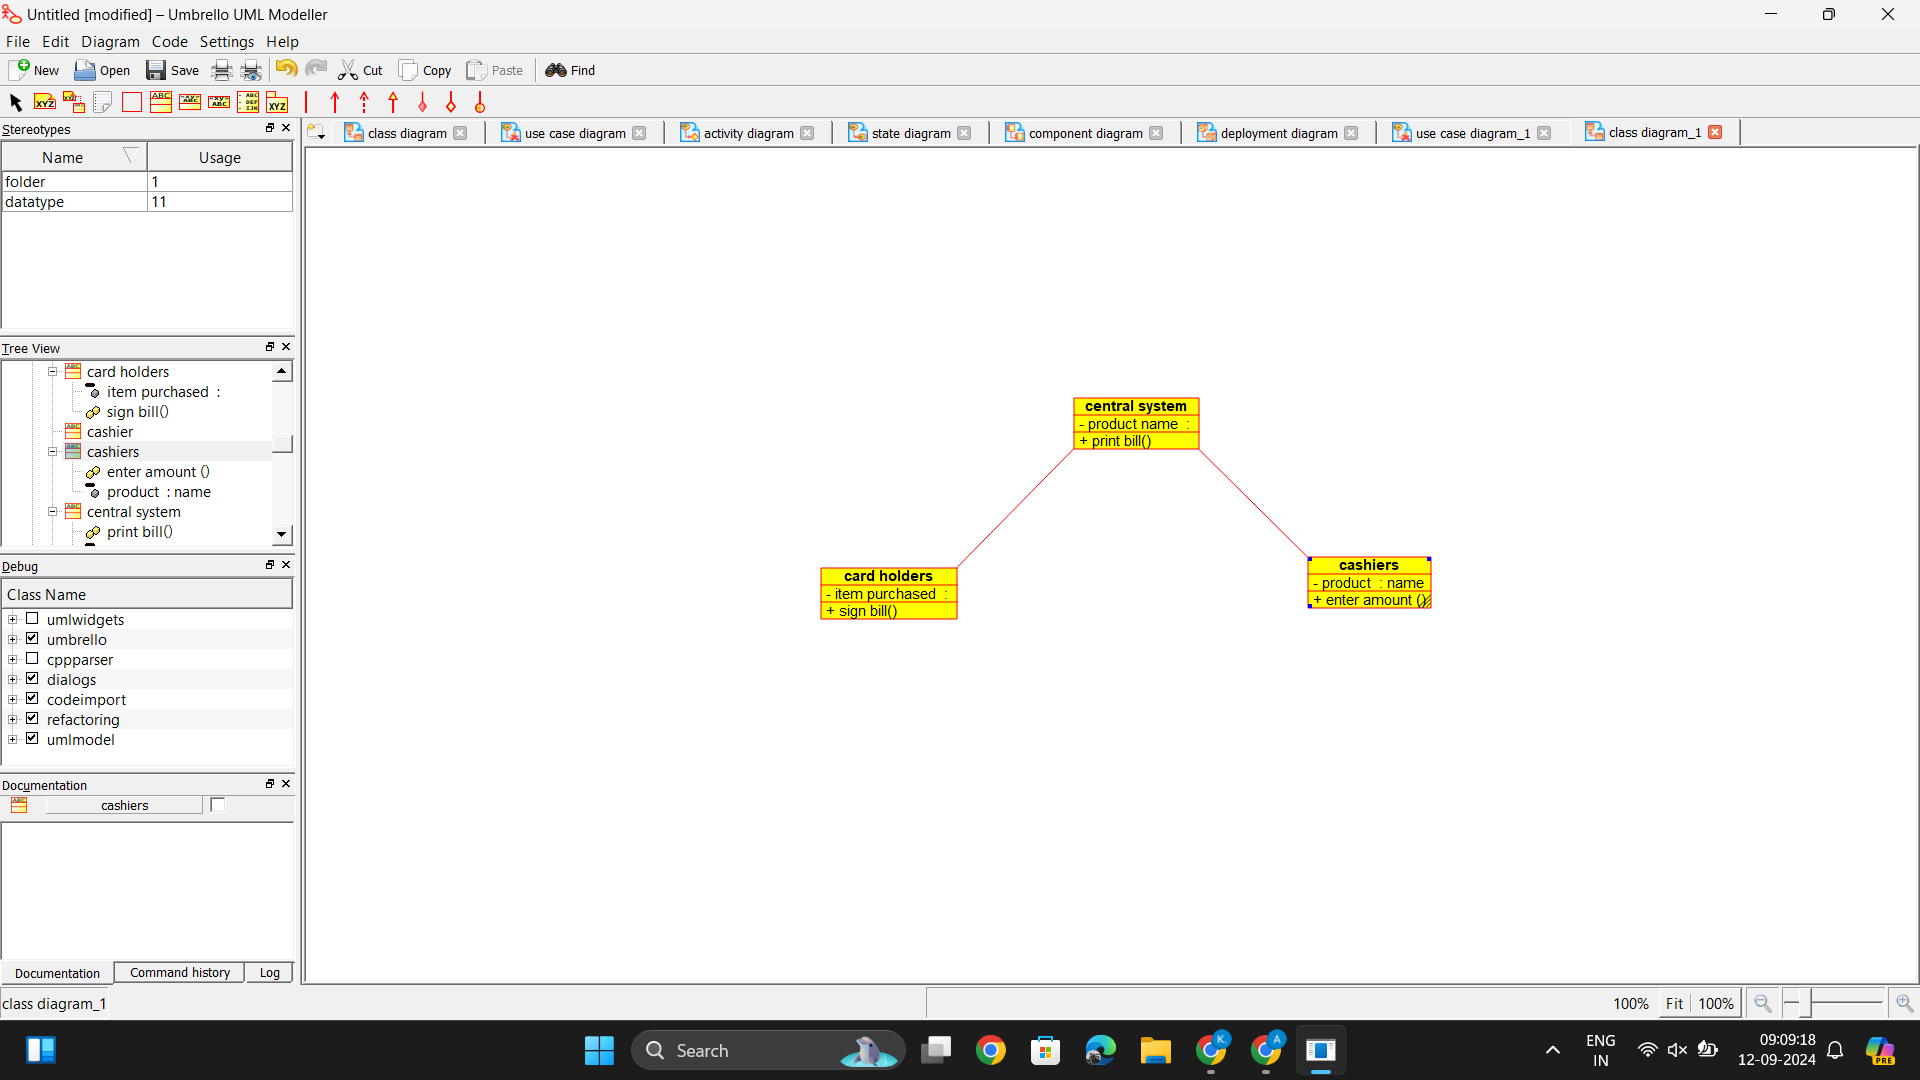 Untitled [modified] – Umbrello UML Modeller
File Edit Diagram Code Settings Help
New Open Save Cut Copy Paste Find
Stereotypes
Name Usage
folder 1
datatype 11
class diagram use case diagram activity diagram state diagram component diagram deployment diagram use case diagram_1 class diagram_1
Tree View
card holders
item purchased :
sign bill()
cashier
cashiers
enter amount ()
product : name
central system
print bill()
Debug
Class Name
umlwidgets
umbrello
cppparser
dialogs
codeimport
refactoring
umlmodel
Documentation
cashiers
Documentation Command history Log
central system
- product name :
+ print bill()
card holders
- item purchased :
+ sign bill()
cashiers
- product : name
+ enter amount ()
class diagram_1
100% Fit 100%
Search
ENG
IN
09:09:18
12-09-2024